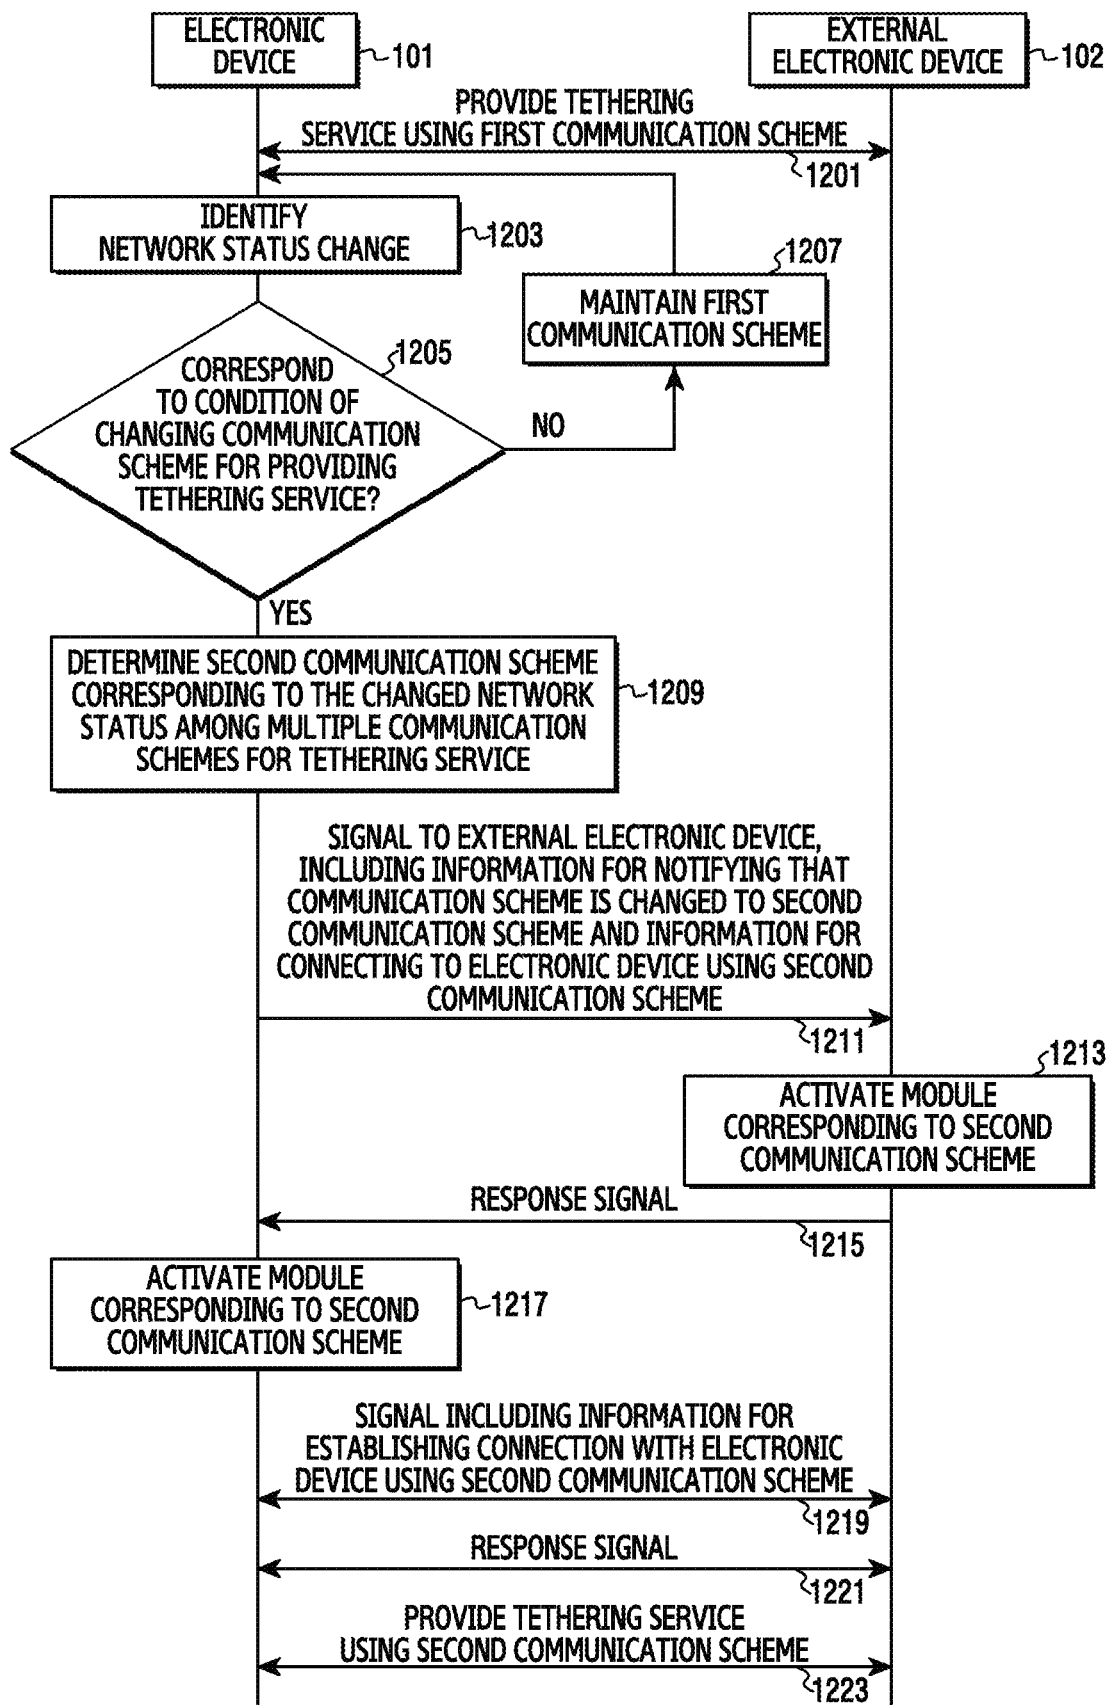 ELECTRONIC
DEVICE
101
EXTERNAL
ELECTRONIC DEVICE
102
PROVIDE TETHERING
SERVICE USING FIRST COMMUNICATION SCHEME
1201
IDENTIFY
NETWORK STATUS CHANGE
1203
1207
MAINTAIN FIRST
COMMUNICATION SCHEME
1205
CORRESPOND
TO CONDITION OF
CHANGING COMMUNICATION
SCHEME FOR PROVIDING
TETHERING SERVICE?
NO
YES
DETERMINE SECOND COMMUNICATION SCHEME
CORRESPONDING TO THE CHANGED NETWORK
STATUS AMONG MULTIPLE COMMUNICATION
SCHEMES FOR TETHERING SERVICE
1209
SIGNAL TO EXTERNAL ELECTRONIC DEVICE,
INCLUDING INFORMATION FOR NOTIFYING THAT
COMMUNICATION SCHEME IS CHANGED TO SECOND
COMMUNICATION SCHEME AND INFORMATION FOR
CONNECTING TO ELECTRONIC DEVICE USING SECOND
COMMUNICATION SCHEME
1211
1213
ACTIVATE MODULE
CORRESPONDING TO SECOND
COMMUNICATION SCHEME
RESPONSE SIGNAL
1215
ACTIVATE MODULE
CORRESPONDING TO SECOND
COMMUNICATION SCHEME
1217
SIGNAL INCLUDING INFORMATION FOR
ESTABLISHING CONNECTION WITH ELECTRONIC
DEVICE USING SECOND COMMUNICATION SCHEME
1219
RESPONSE SIGNAL
1221
PROVIDE TETHERING SERVICE
USING SECOND COMMUNICATION SCHEME
1223